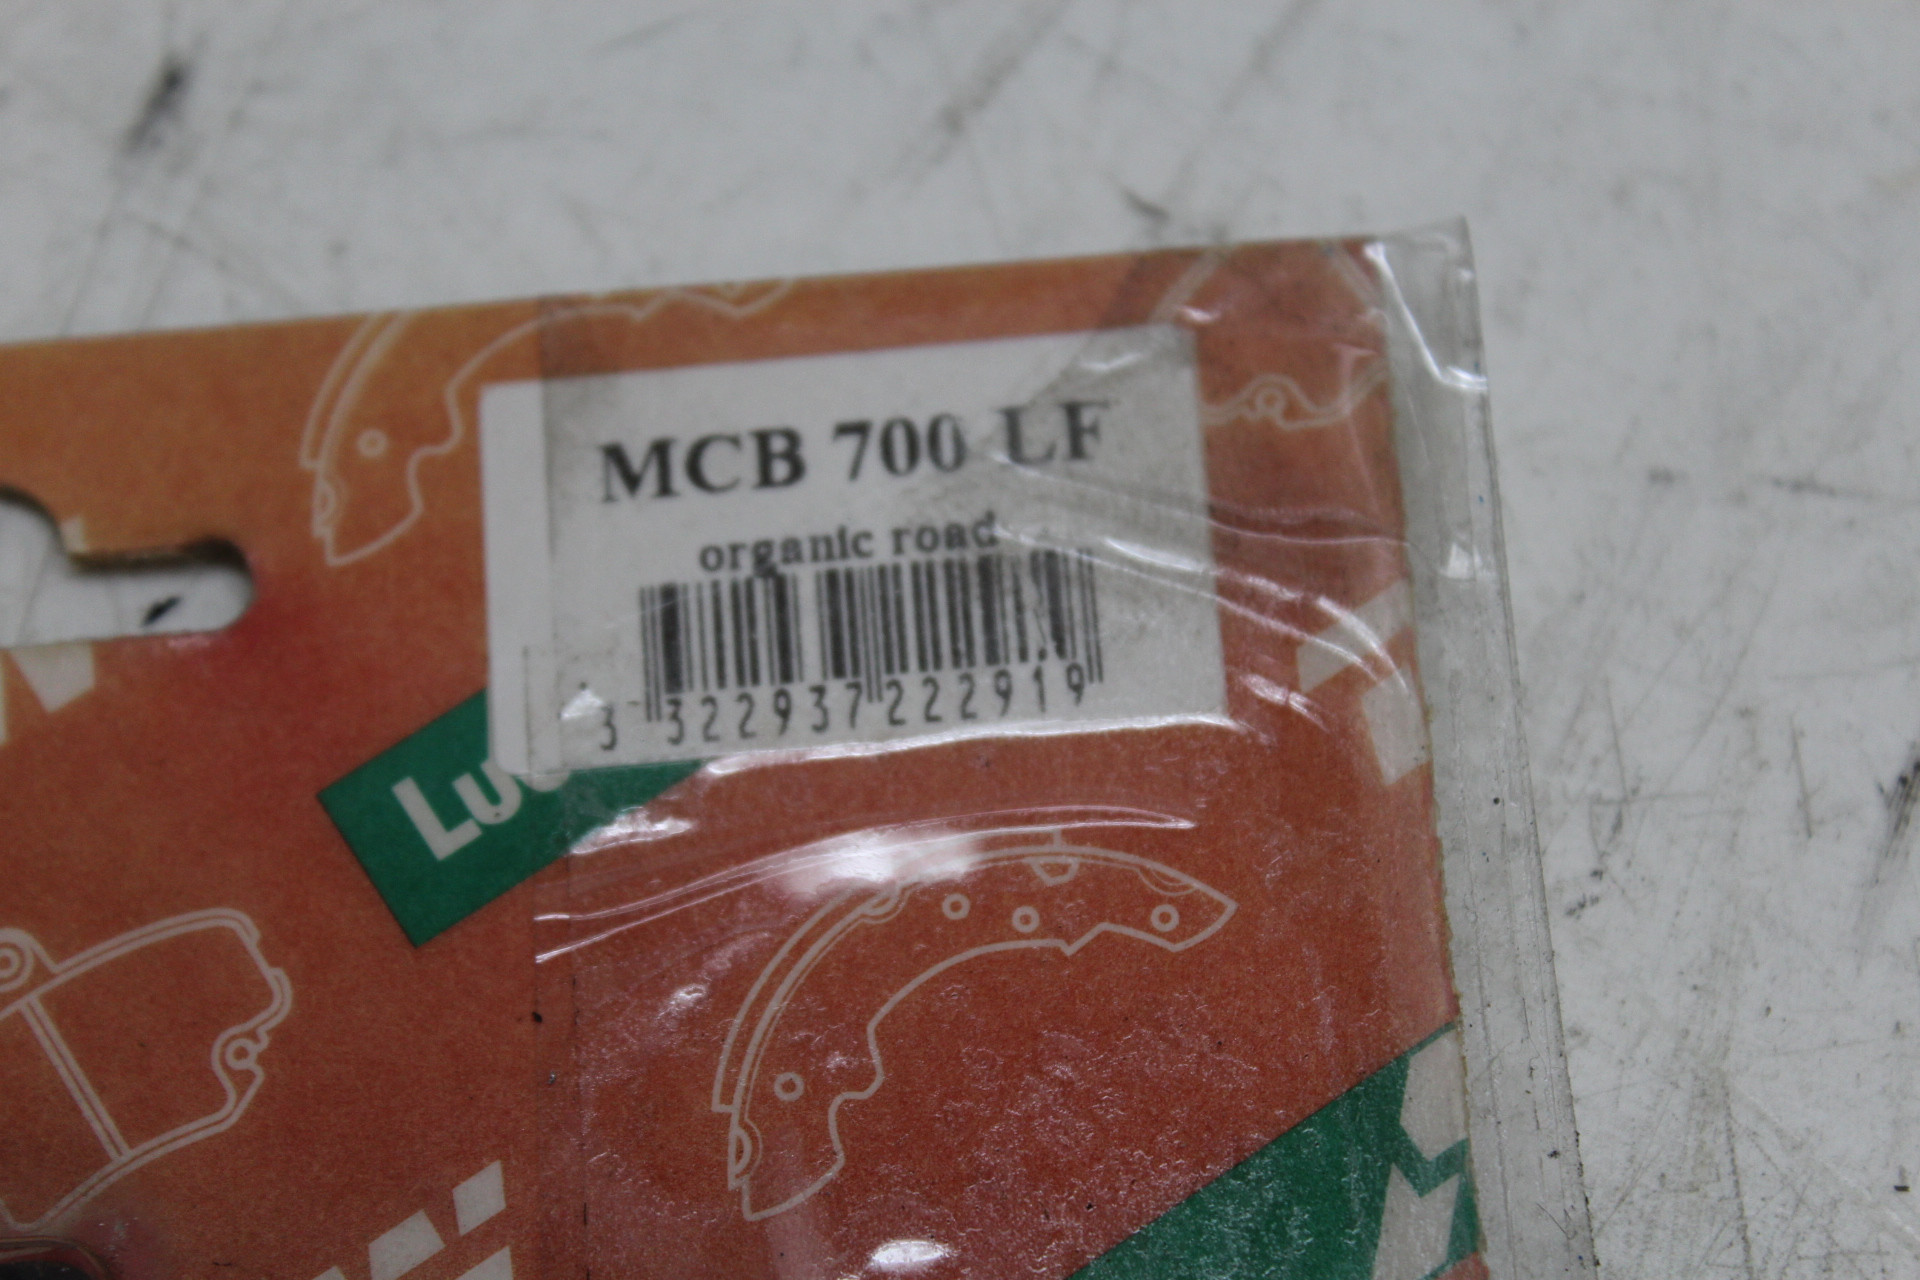 MCB 700 LF
organic road
3 322937 222919
Lu